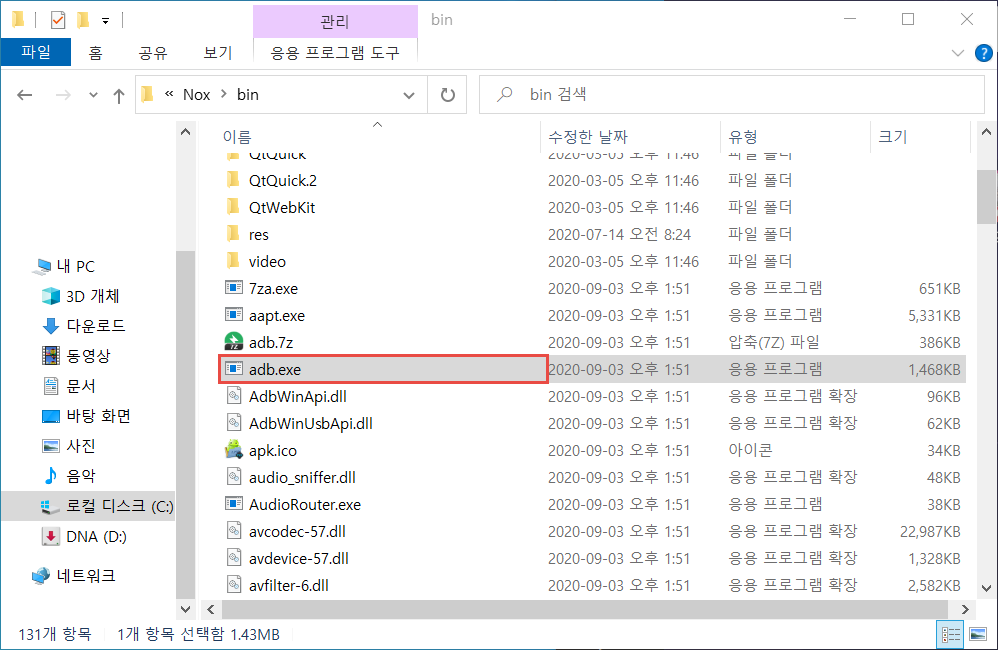 관리
bin
파일 홈 공유 보기 응용 프로그램 도구
?
« Nox > bin
bin 검색
이름 수정한 날짜 유형 크기
QtQuick 2020-03-05 오후 11:46 파일 폴더
QtQuick.2 2020-03-05 오후 11:46 파일 폴더
QtWebKit 2020-03-05 오후 11:46 파일 폴더
res 2020-07-14 오전 8:24 파일 폴더
video 2020-03-05 오후 11:46 파일 폴더
7za.exe 2020-09-03 오후 1:51 응용 프로그램 651KB
aapt.exe 2020-09-03 오후 1:51 응용 프로그램 5,331KB
adb.7z 2020-09-03 오후 1:51 압축(7Z) 파일 386KB
adb.exe 2020-09-03 오후 1:51 응용 프로그램 1,468KB
AdbWinApi.dll 2020-09-03 오후 1:51 응용 프로그램 확장 96KB
AdbWinUsbApi.dll 2020-09-03 오후 1:51 응용 프로그램 확장 62KB
apk.ico 2020-09-03 오후 1:51 아이콘 34KB
audio_sniffer.dll 2020-09-03 오후 1:51 응용 프로그램 확장 48KB
AudioRouter.exe 2020-09-03 오후 1:51 응용 프로그램 38KB
avcodec-57.dll 2020-09-03 오후 1:51 응용 프로그램 확장 22,987KB
avdevice-57.dll 2020-09-03 오후 1:51 응용 프로그램 확장 1,328KB
avfilter-6.dll 2020-09-03 오후 1:51 응용 프로그램 확장 2,582KB
내 PC
3D 개체
다운로드
동영상
문서
바탕 화면
사진
음악
로컬 디스크 (C:)
DNA (D:)
네트워크
131개 항목 1개 항목 선택함 1.43MB